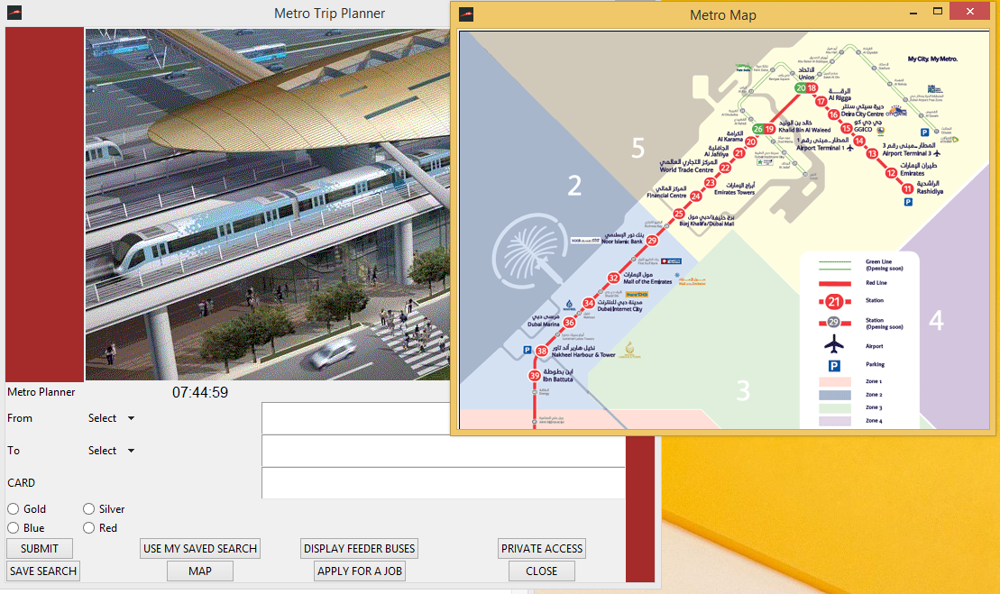 Metro Trip Planner
Metro Planner
07:44:59
From
Select
To
Select
CARD
Gold
Silver
Blue
Red
SUBMIT
USE MY SAVED SEARCH
DISPLAY FEEDER BUSES
PRIVATE ACCESS
SAVE SEARCH
MAP
APPLY FOR A JOB
CLOSE
Metro Map
My City. My Metro.
5
2
4
3
الاتحاد
Union
20 18
17
الرقة
Al Rigga
16
ديرة سيتي سنتر
Deira City Centre
15
جي جي كو
GGICO
14
المطار - مبنى رقم 1
Airport Terminal 1
13
المطار - مبنى رقم 3
Airport Terminal 3
12
طيران الإمارات
Emirates
11
الراشدية
Rashidiya
P
P
26 19
خالد بن الوليد
Khalid Bin Al Waleed
الكرامة
Al Karama
20
الجافلية
Al Jafiliya
21
المركز التجاري العالمي
World Trade Centre
22
23
أبراج الإمارات
Emirates Towers
المركز المالي
Financial Centre
24
25
برج خليفة/دبي مول
Burj Khalifa/Dubai Mall
بنك نور الإسلامي
Noor Islamic Bank
29
32
مول الإمارات
Mall of the Emirates
34
مدينة دبي للإنترنت
Dubai Internet City
مرسى دبي
Dubai Marina
36
P
38
نخيل هاربر أند تاور
Nakheel Harbour & Tower
39
ابن بطوطة
Ibn Battuta
Green Line
(Opening soon)
Red Line
21
Station
29
Station
(Opening soon)
Airport
P
Parking
Zone 1
Zone 2
Zone 3
Zone 4